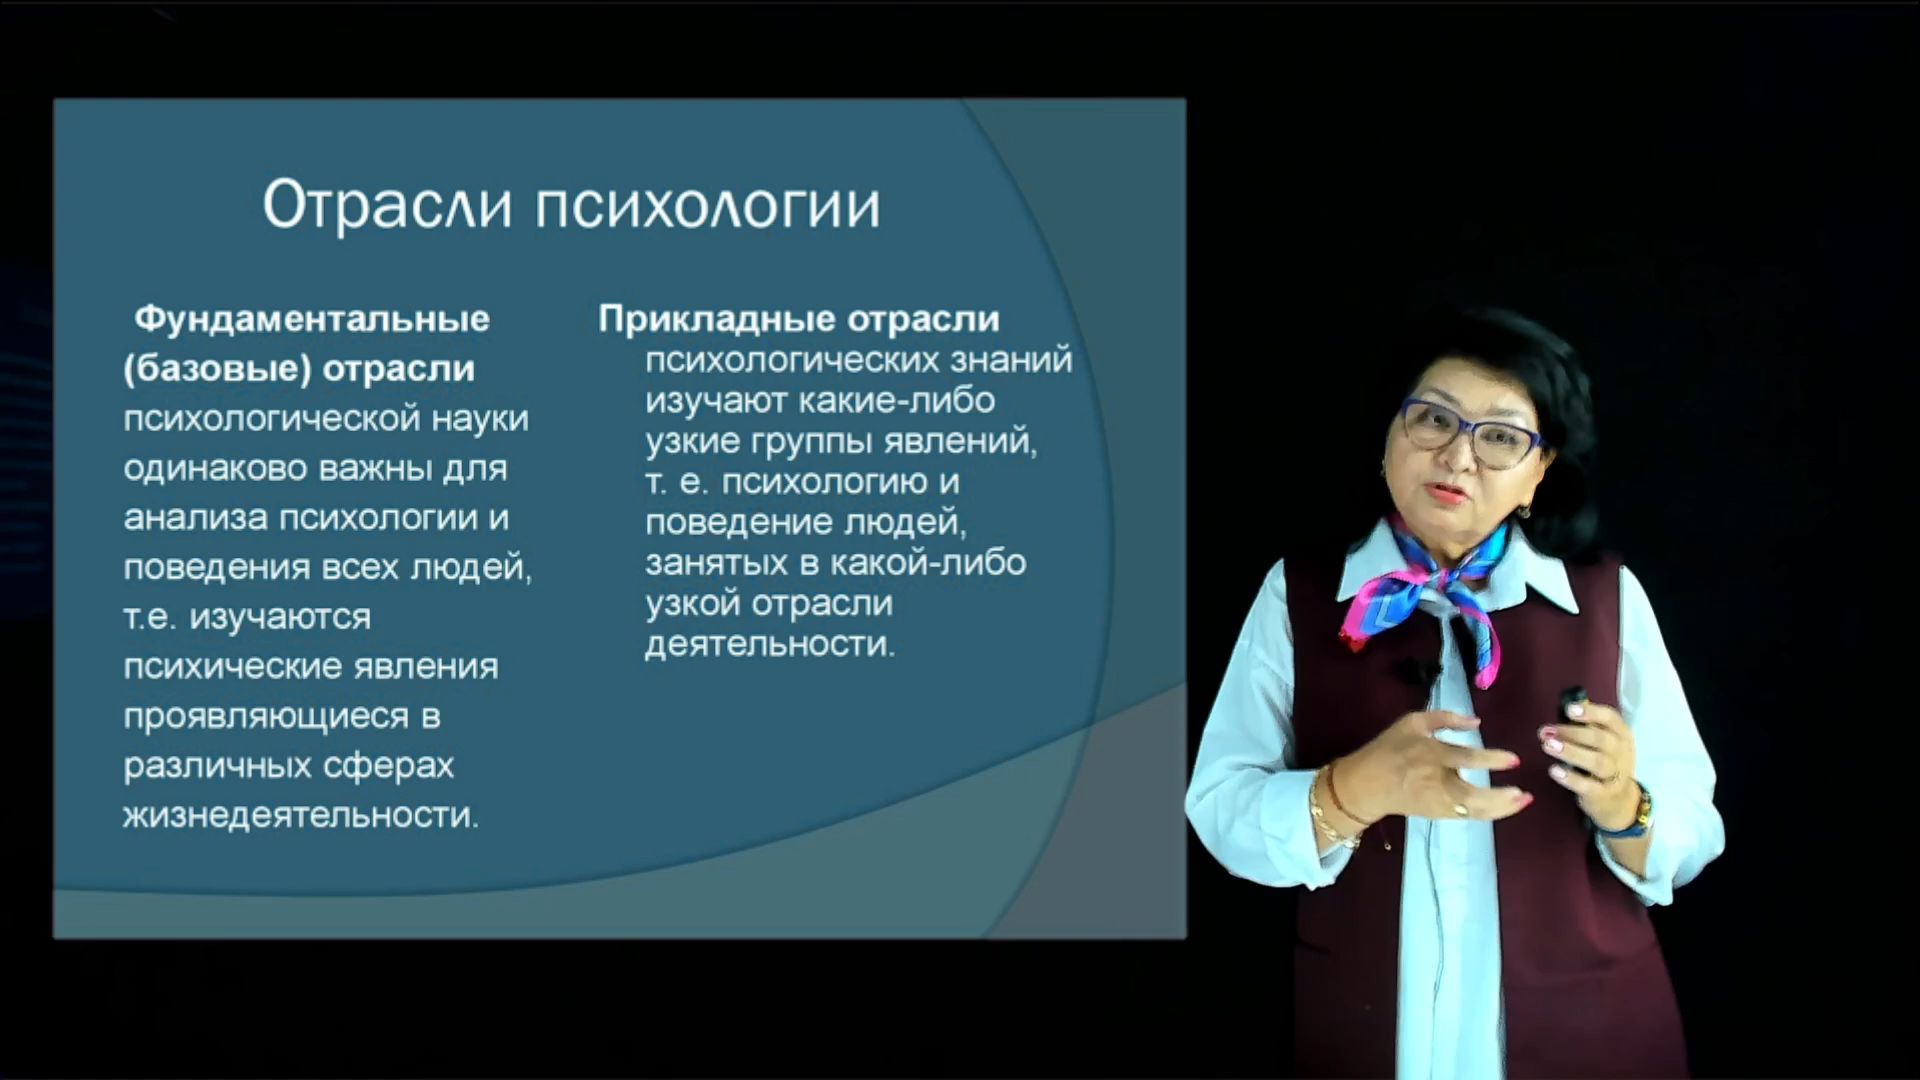 Отрасли психологии
Фундаментальные
(базовые) отрасли
психологической науки
одинаково важны для
анализа психологии и
поведения всех людей,
т.е. изучаются
психические явления
проявляющиеся в
различных сферах
жизнедеятельности.
Прикладные отрасли
психологических знаний
изучают какие-либо
узкие группы явлений,
т. е. психологию и
поведение людей,
занятых в какой-либо
узкой отрасли
деятельности.